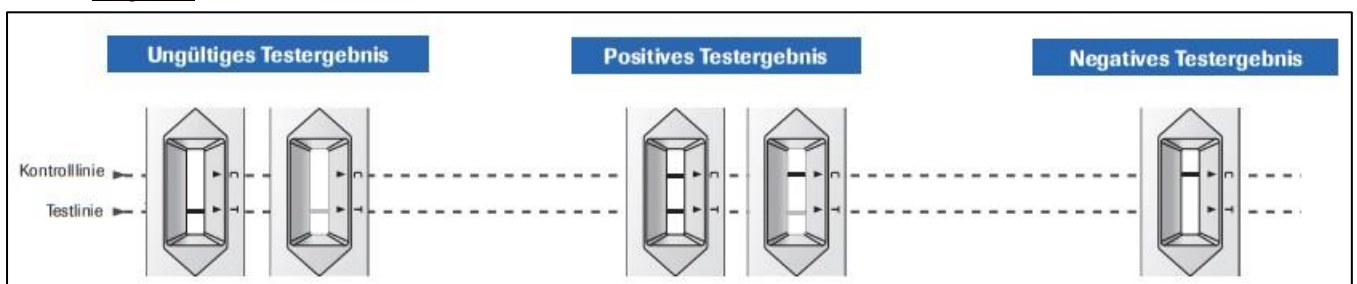 Ungültiges Testergebnis
Positives Testergebnis
Negatives Testergebnis
Kontrolllinie
C
C
C
C
C
Testlinie
T
T
T
T
T